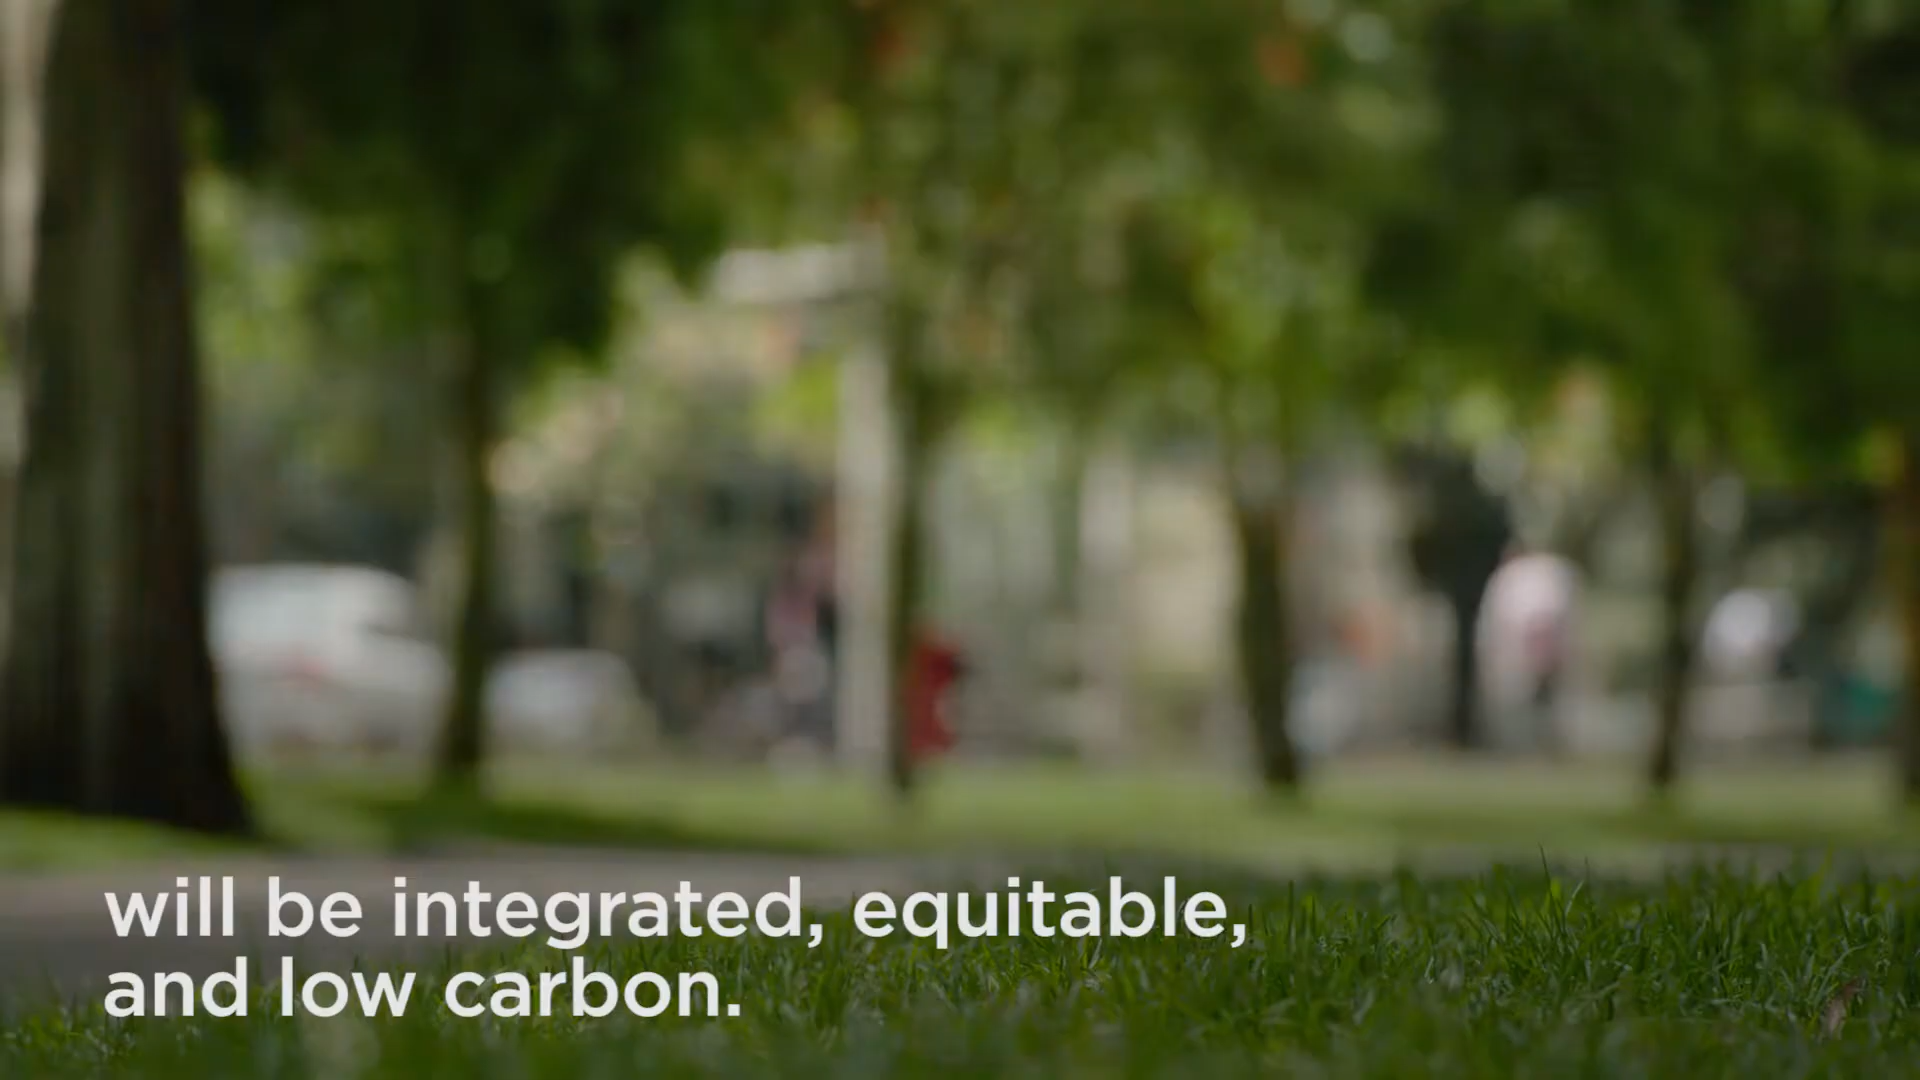 will be integrated, equitable,
and low carbon.